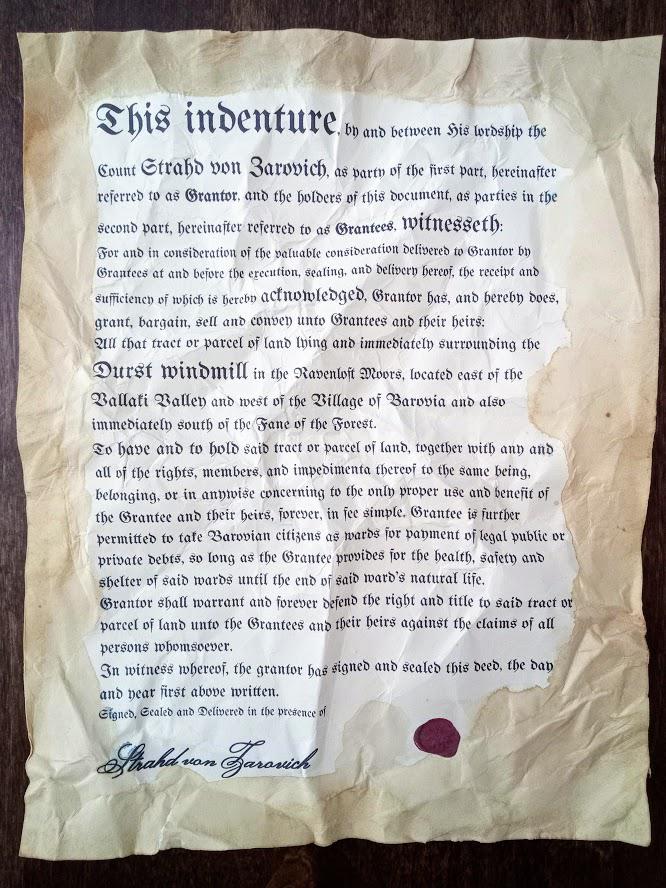 This indenture, by and between His lordship the
Count Strahd von Zarovich, as party of the first part, hereinafter
referred to as Grantor, and the holders of this document, as parties in the
second part, hereinafter referred to as Grantees, witnesseth:
For and in consideration of the valuable consideration delivered to Grantor by
Grantees at and before the execution, sealing, and delivery hereof, the receipt and
sufficiency of which is hereby acknowledged, Grantor has, and hereby does,
grant, bargain, sell and convey unto Grantees and their heirs:
All that tract or parcel of land lying and immediately surrounding the
Durst windmill in the Ravenloft Moors, located east of the
Vallaki Valley and west of the Village of Barovia and also
immediately south of the Fane of the Forest.
To have and to hold said tract or parcel of land, together with any and
all of the rights, members, and impedimenta thereof to the same being,
belonging, or in anywise concerning to the only proper use and benefit of
the Grantee and their heirs, forever, in fee simple. Grantee is further
permitted to take Barovian citizens as wards for payment of legal public or
private debts, so long as the Grantee provides for the health, safety and
shelter of said wards until the end of said ward's natural life.
Grantor shall warrant and forever defend the right and title to said tract or
parcel of land unto the Grantees and their heirs against the claims of all
persons whomsoever.
In witness whereof, the grantor has signed and sealed this deed, the day
and year first above written.
Signed, Sealed and Delivered in the presence of
Strahd von Zarovich